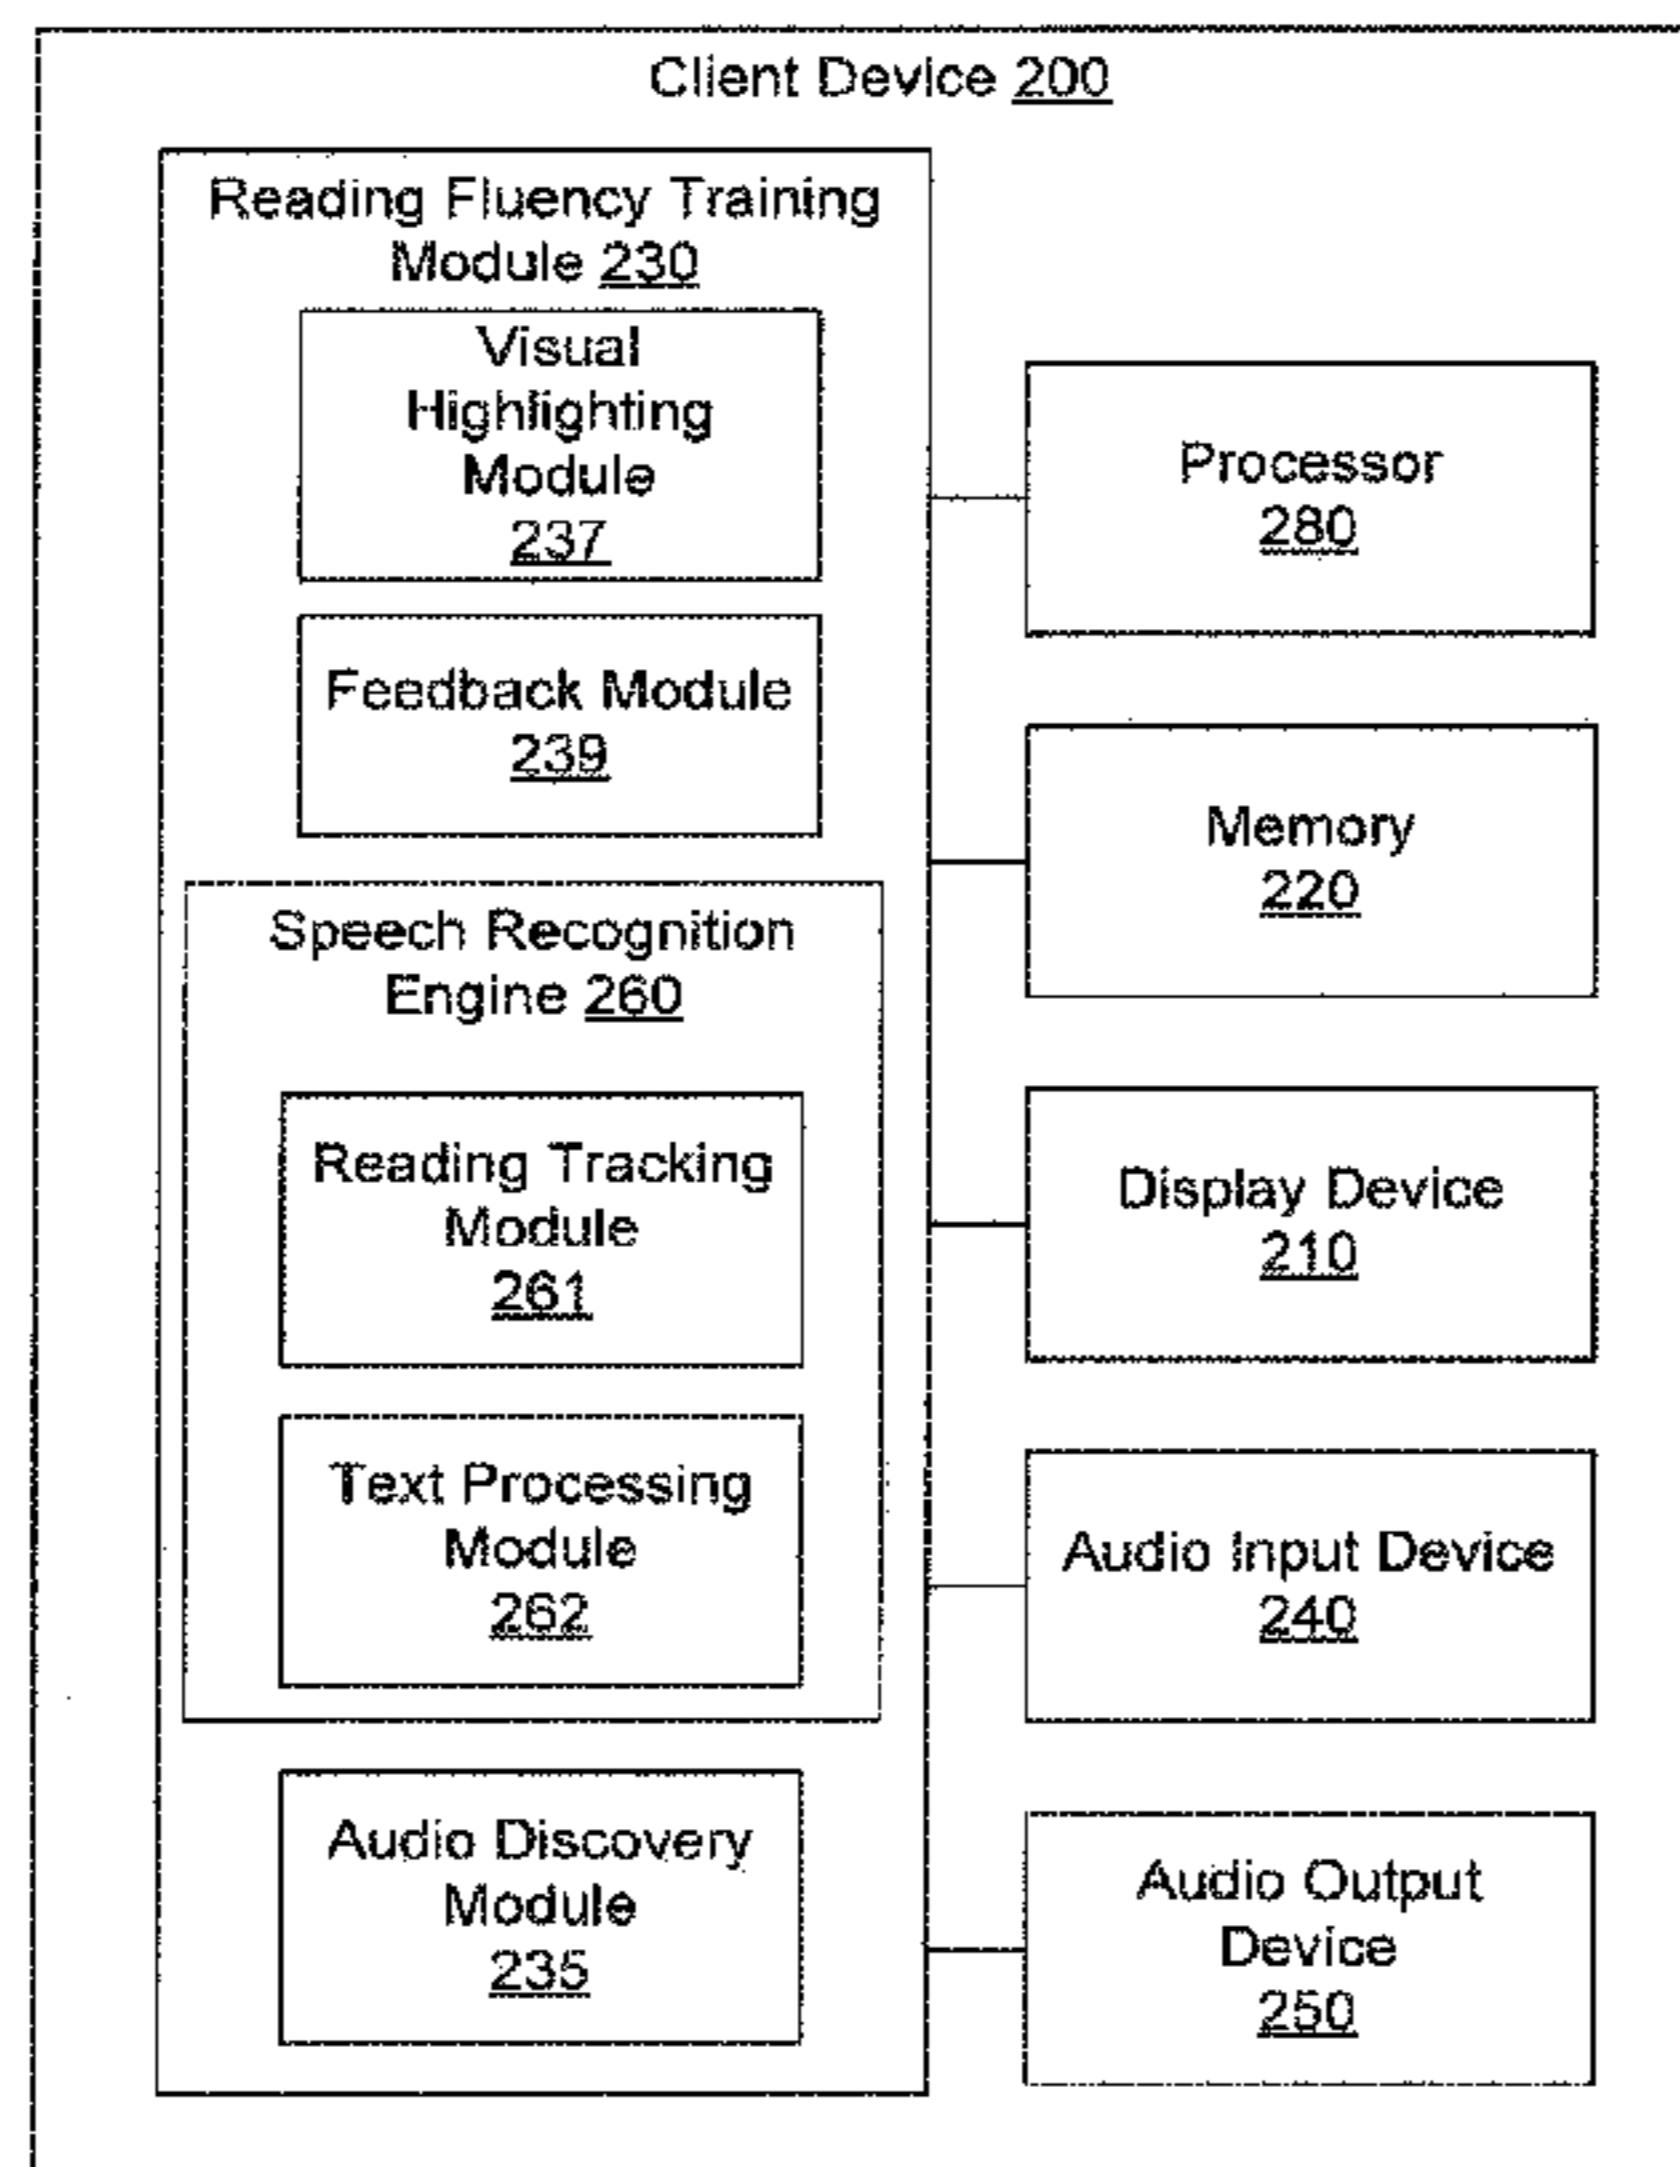 Client Device 200
Reading Fluency Training
Module 230
Visual
Highlighting
Module
237
Feedback Module
239
Speech Recognition
Engine 260
Reading Tracking
Module
261
Text Processing
Module
262
Audio Discovery
Module
235
Processor
280
Memory
220
Display Device
210
Audio Input Device
240
Audio Output
Device
250